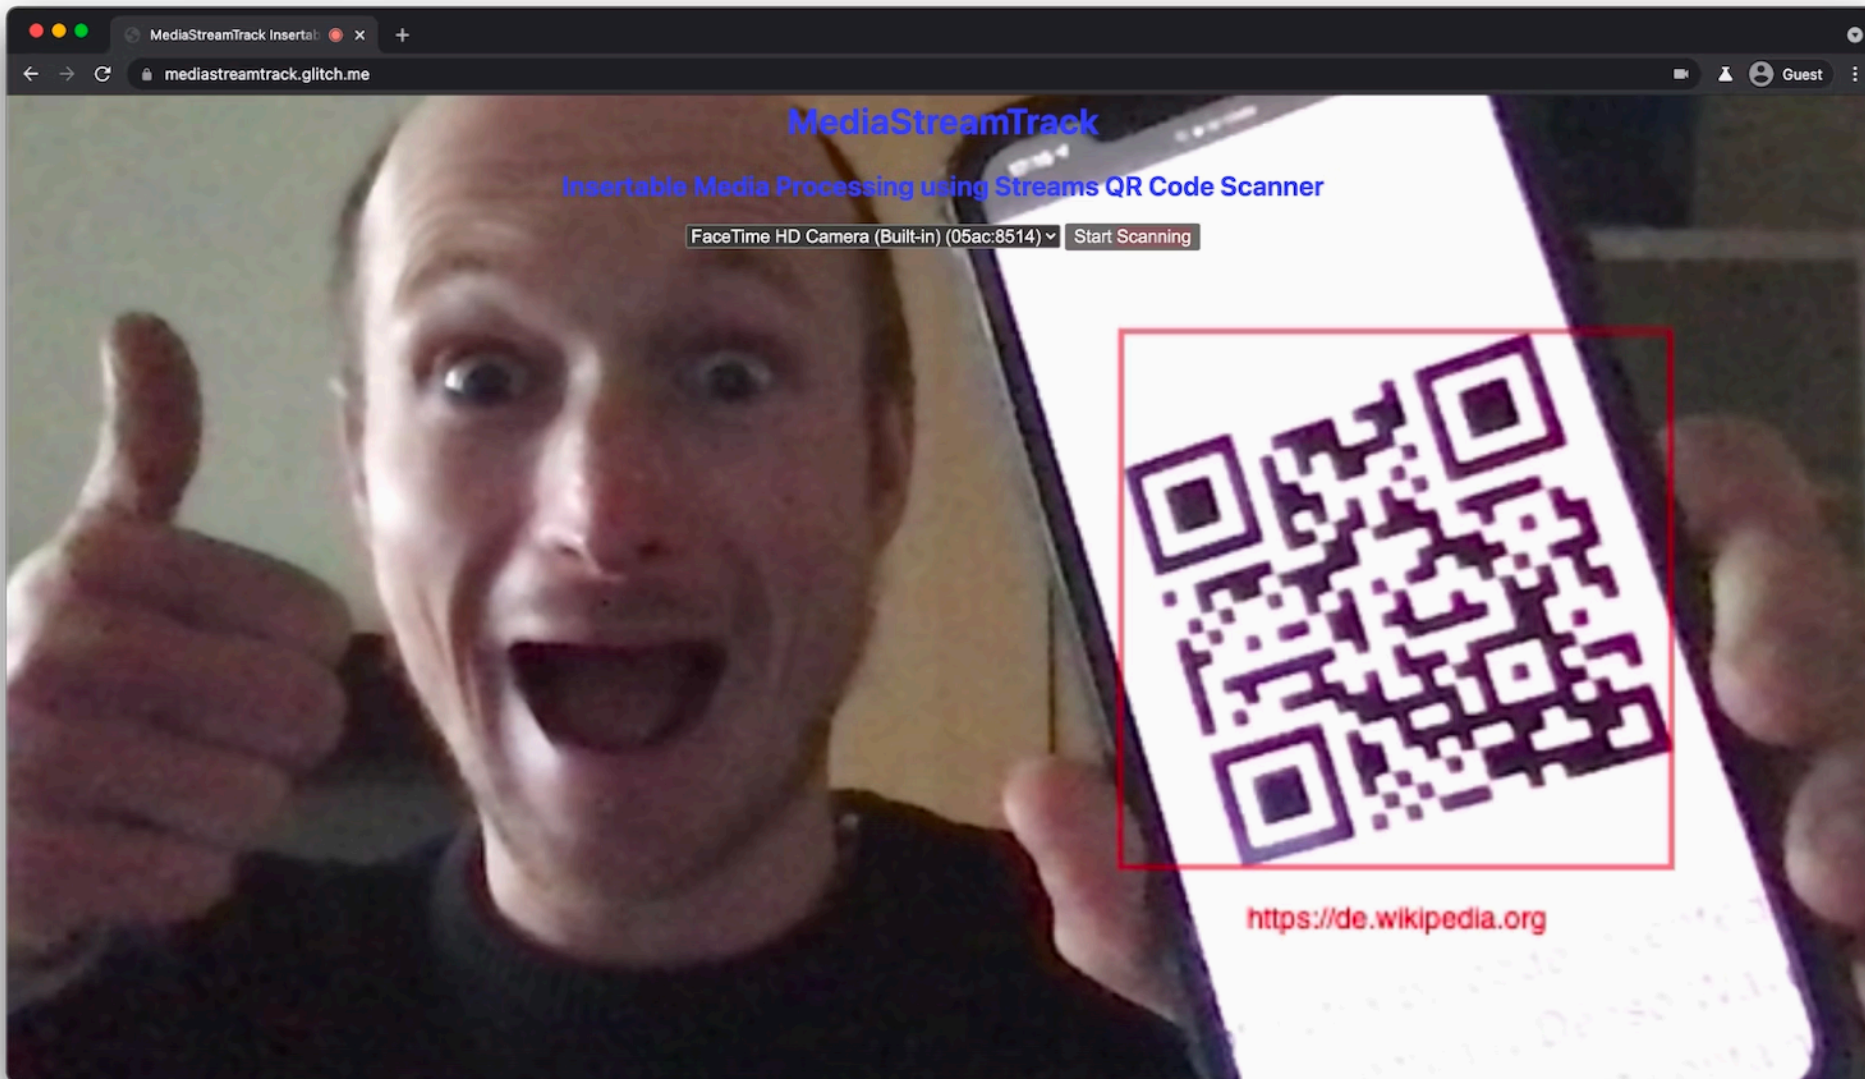 MediaStreamTrack Insertab
mediastreamtrack.glitch.me
Guest
MediaStreamTrack
Insertable Media Processing using Streams QR Code Scanner
FaceTime HD Camera (Built-in) (05ac:8514)
Start Scanning
https://de.wikipedia.org